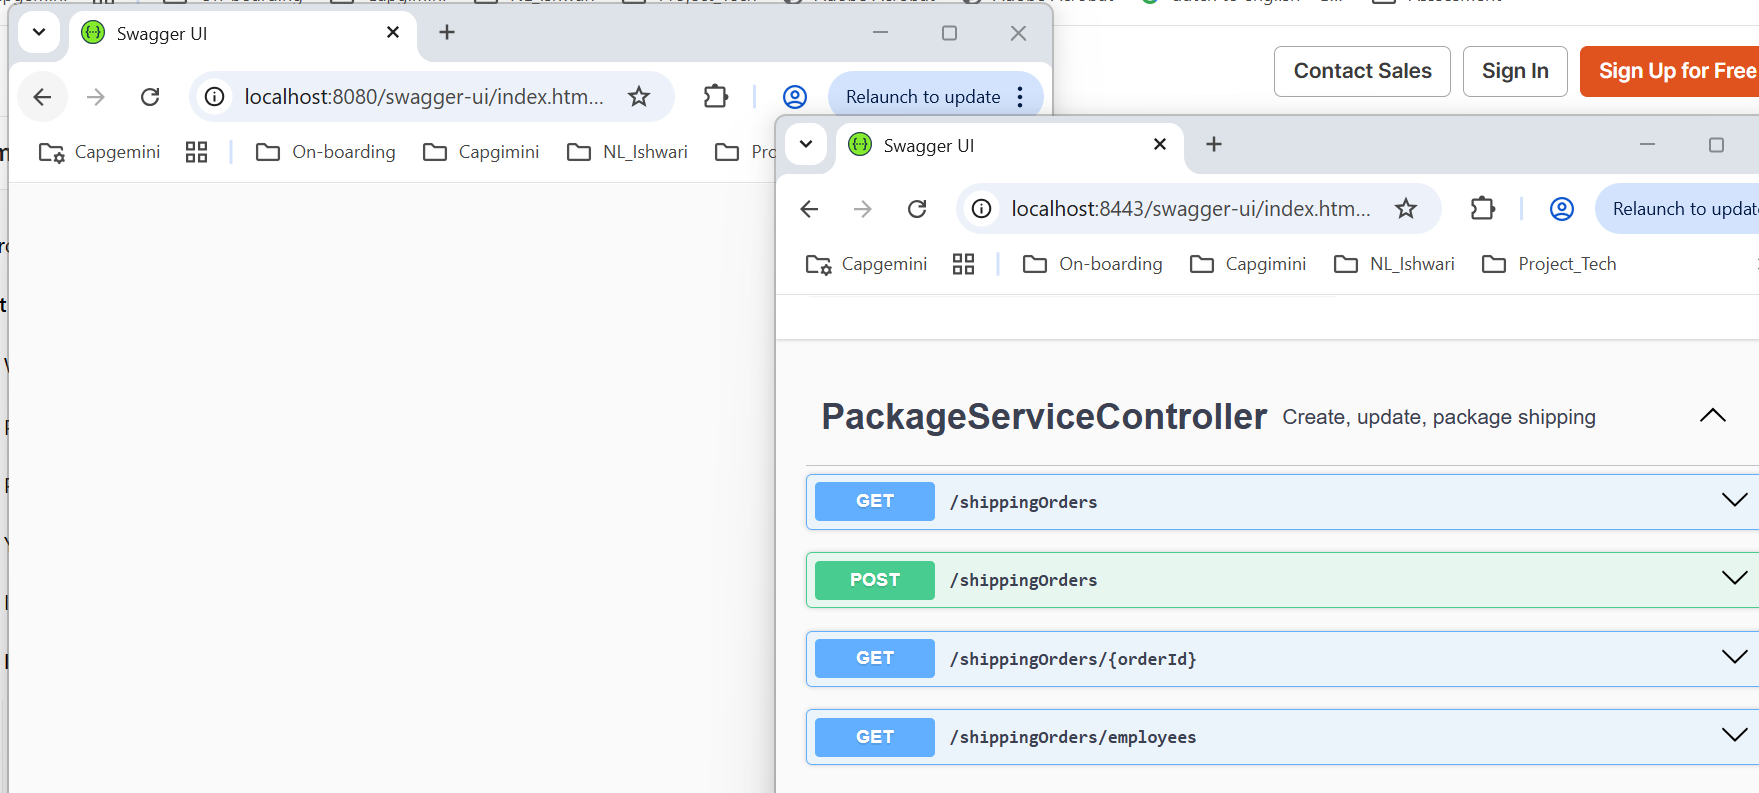 Swagger UI
localhost:8080/swagger-ui/index.htm...
Relaunch to update
Capgemini
On-boarding
Capgimini
NL_Ishwari
Contact Sales
Sign In
Sign Up for Free
Swagger UI
localhost:8443/swagger-ui/index.htm...
Relaunch to updat
Capgemini
On-boarding
Capgimini
NL_Ishwari
Project_Tech
PackageServiceController Create, update, package shipping
GET /shippingOrders
POST /shippingOrders
GET /shippingOrders/{orderId}
GET /shippingOrders/employees